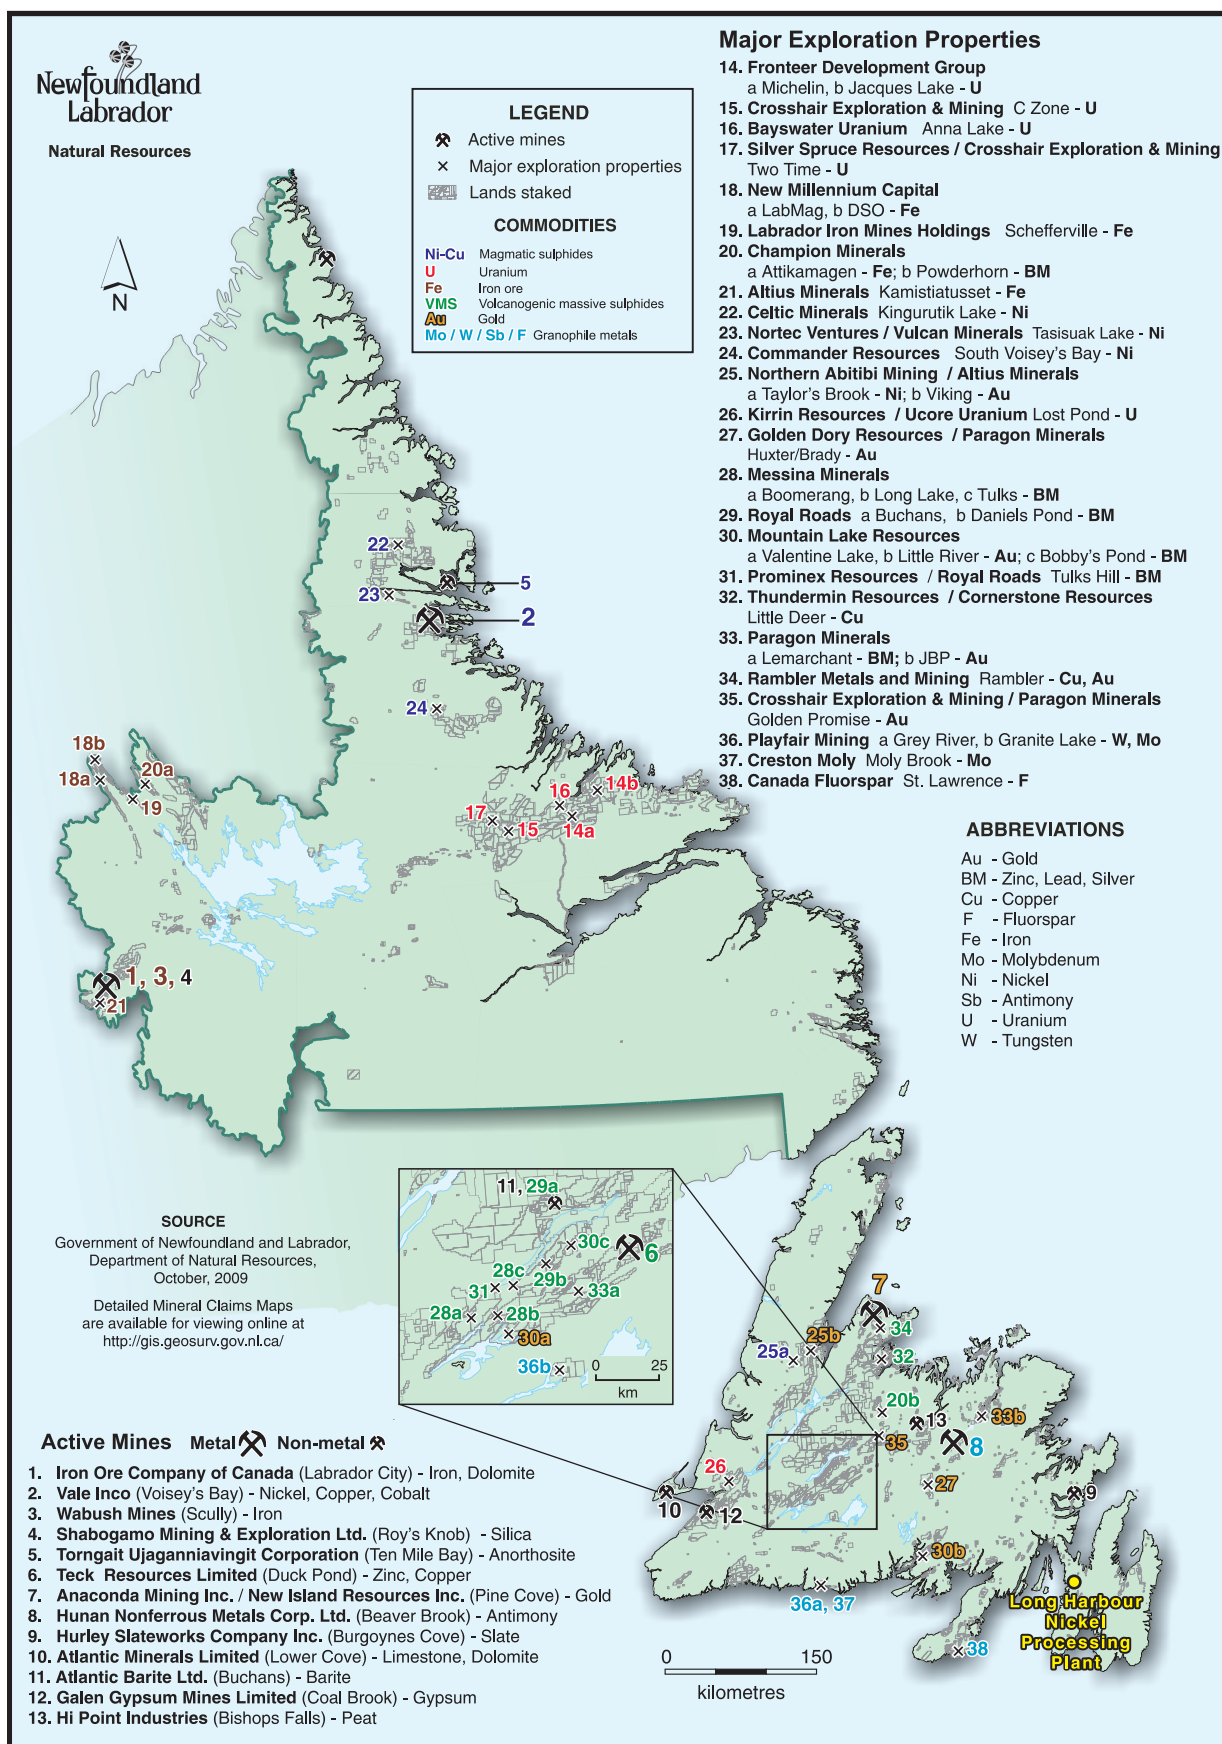 Newfoundland
Labrador
Natural Resources
N
LEGEND
Active mines
Major exploration properties
Lands staked
COMMODITIES
Ni-Cu Magmatic sulphides
U Uranium
Fe Iron ore
VMS Volcanogenic massive sulphides
Au Gold
Mo / W / Sb / F Granophile metals
Major Exploration Properties
14. Fronteer Development Group
a Michelin, b Jacques Lake - U
15. Crosshair Exploration & Mining C Zone - U
16. Bayswater Uranium Anna Lake - U
17. Silver Spruce Resources / Crosshair Exploration & Mining
Two Time - U
18. New Millennium Capital
a LabMag, b DSO - Fe
19. Labrador Iron Mines Holdings Schefferville - Fe
20. Champion Minerals
a Attikamagen - Fe; b Powderhorn - BM
21. Altius Minerals Kamistiatusset - Fe
22. Celtic Minerals Kingurutik Lake - Ni
23. Nortec Ventures / Vulcan Minerals Tasisuak Lake - Ni
24. Commander Resources South Voisey's Bay - Ni
25. Northern Abitibi Mining / Altius Minerals
a Taylor's Brook - Ni; b Viking - Au
26. Kirrin Resources / Ucore Uranium Lost Pond - U
27. Golden Dory Resources / Paragon Minerals
Huxter/Brady - Au
28. Messina Minerals
a Boomerang, b Long Lake, c Tulks - BM
29. Royal Roads a Buchans, b Daniels Pond - BM
30. Mountain Lake Resources
a Valentine Lake, b Little River - Au; c Bobby's Pond - BM
31. Prominex Resources / Royal Roads Tulks Hill - BM
32. Thundermin Resources / Cornerstone Resources
Little Deer - Cu
33. Paragon Minerals
a Lemarchant - BM; b JBP - Au
34. Rambler Metals and Mining Rambler - Cu, Au
35. Crosshair Exploration & Mining / Paragon Minerals
Golden Promise - Au
36. Playfair Mining a Grey River, b Granite Lake - W, Mo
37. Creston Moly Moly Brook - Mo
38. Canada Fluorspar St. Lawrence - F
ABBREVIATIONS
Au - Gold
BM - Zinc, Lead, Silver
Cu - Copper
F - Fluorspar
Fe - Iron
Mo - Molybdenum
Ni - Nickel
Sb - Antimony
U - Uranium
W - Tungsten
22
5
23
2
24
18b
18a
20a
19
14b
16
17
15
14a
1, 3, 4
21
SOURCE
Government of Newfoundland and Labrador,
Department of Natural Resources,
October, 2009
Detailed Mineral Claims Maps
are available for viewing online at
http://gis.geosurv.gov.nl.ca/
11, 29a
30c
6
28c
29b
31
33a
28a
28b
30a
36b
0 25
km
7
34
25b
25a
32
20b
13
33b
35
8
26
27
10
12
9
30b
36a, 37
38
Long Harbour
Nickel
Processing
Plant
0 150
kilometres
Active Mines Metal Non-metal
1. Iron Ore Company of Canada (Labrador City) - Iron, Dolomite
2. Vale Inco (Voisey's Bay) - Nickel, Copper, Cobalt
3. Wabush Mines (Scully) - Iron
4. Shabogamo Mining & Exploration Ltd. (Roy's Knob) - Silica
5. Torngait Ujaganniavingit Corporation (Ten Mile Bay) - Anorthosite
6. Teck Resources Limited (Duck Pond) - Zinc, Copper
7. Anaconda Mining Inc. / New Island Resources Inc. (Pine Cove) - Gold
8. Hunan Nonferrous Metals Corp. Ltd. (Beaver Brook) - Antimony
9. Hurley Slateworks Company Inc. (Burgoynes Cove) - Slate
10. Atlantic Minerals Limited (Lower Cove) - Limestone, Dolomite
11. Atlantic Barite Ltd. (Buchans) - Barite
12. Galen Gypsum Mines Limited (Coal Brook) - Gypsum
13. Hi Point Industries (Bishops Falls) - Peat